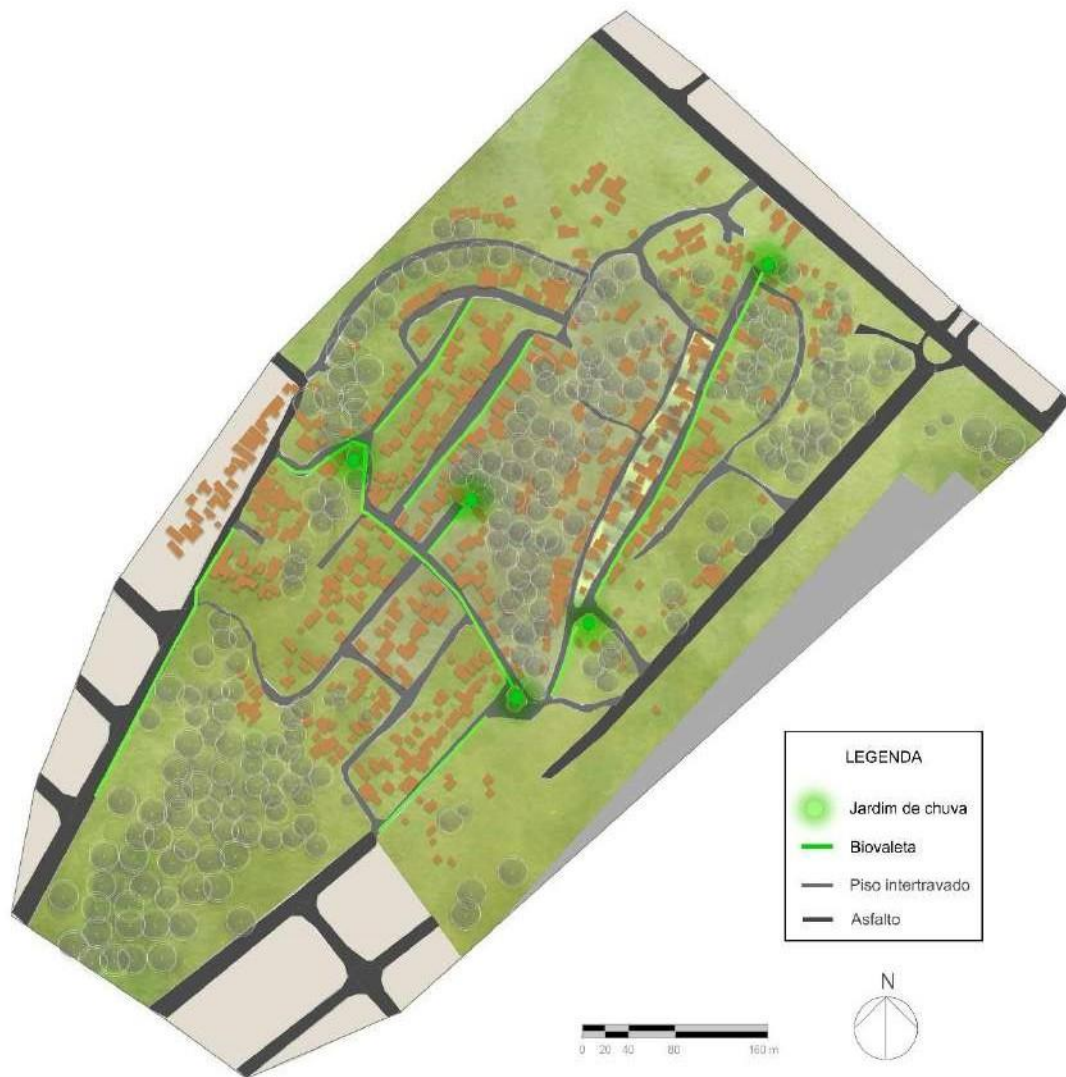 LEGENDA
Jardim de chuva
Biovaleta
Piso intertravado
Asfalto
N
0 20 40 80 160 m